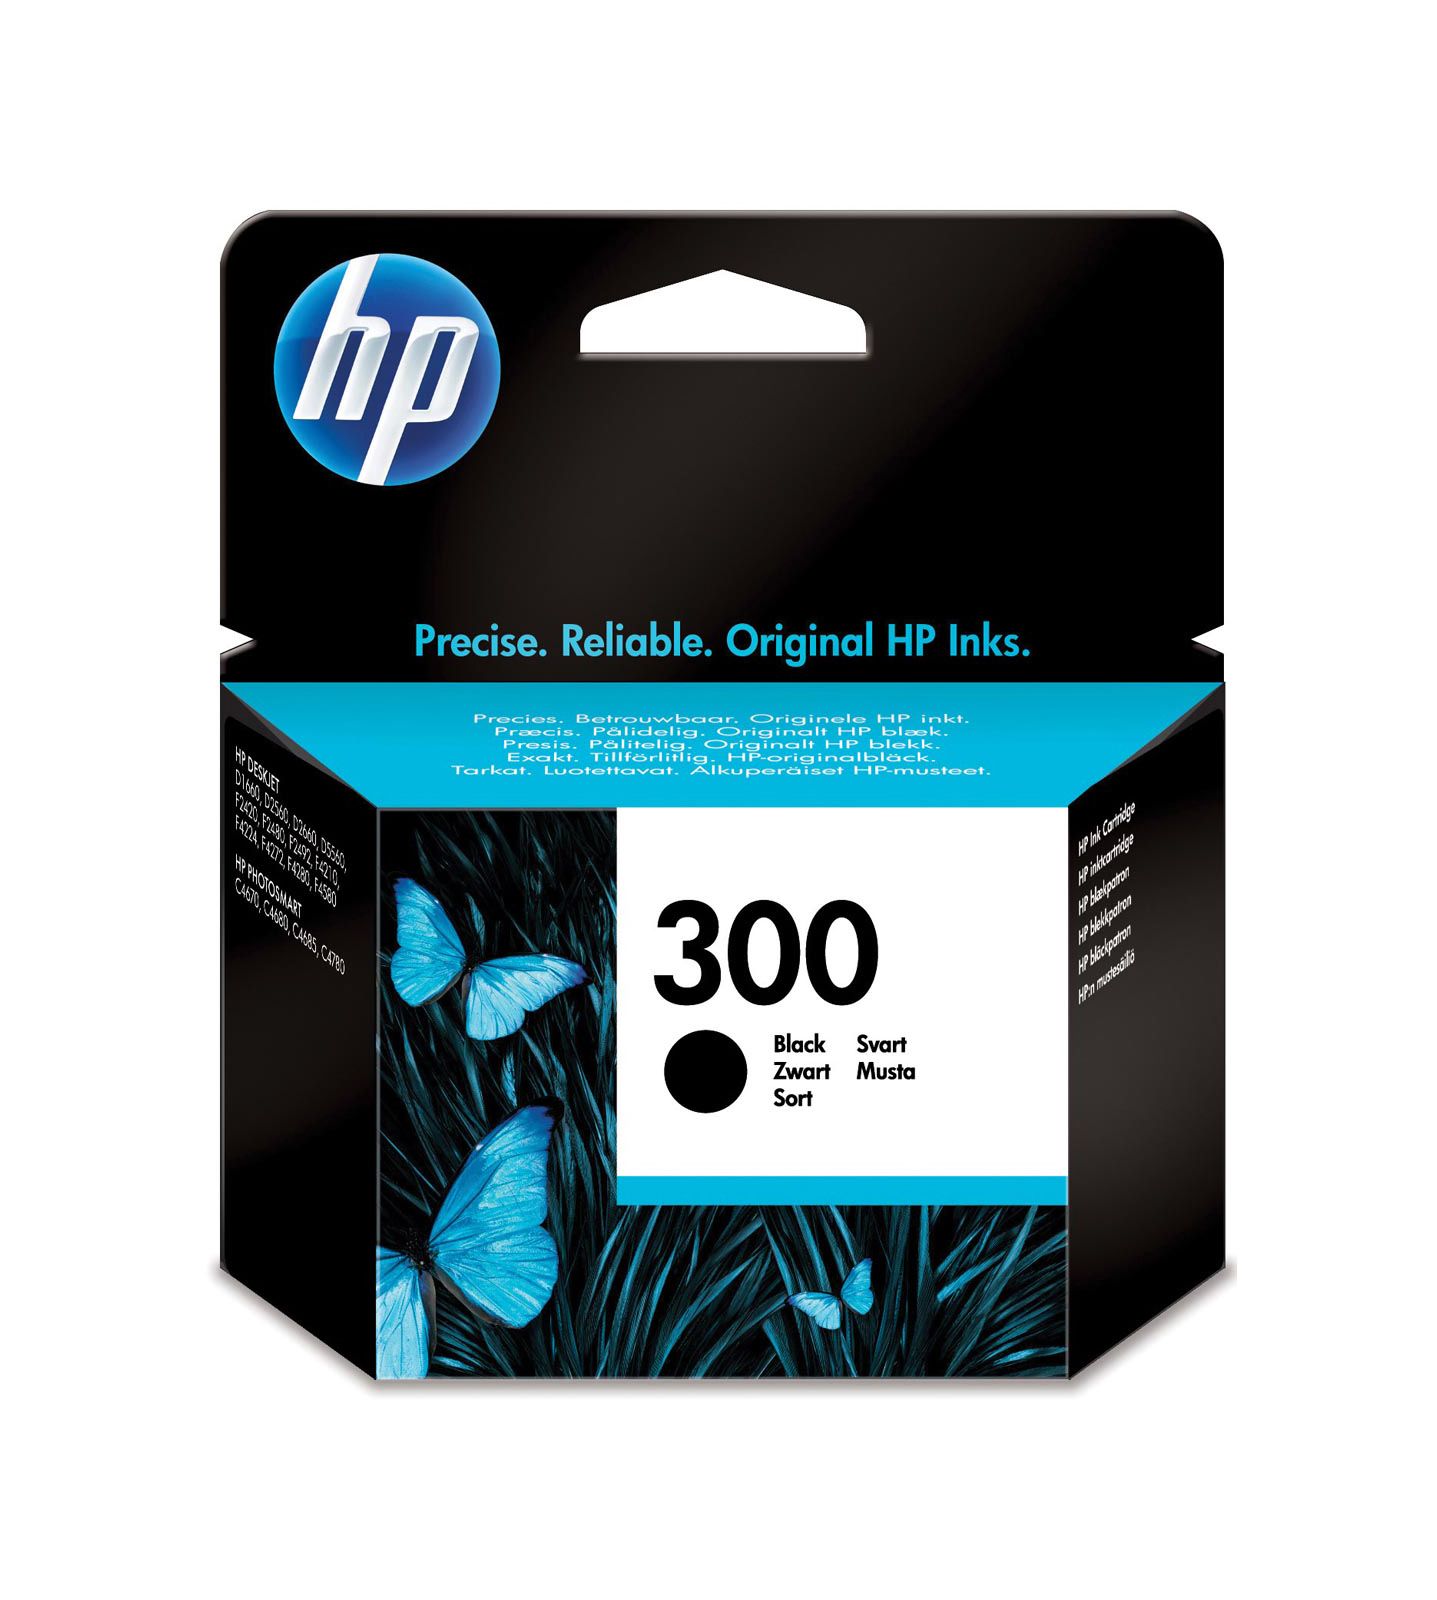 hp
Precise. Reliable. Original HP Inks.
Precies. Betrouwbaar. Originele HP inkt.
Præcis. Pålidelig. Originalt HP blæk.
Presis. Pålitelig. Originalt HP blekk.
Exakt. Tillförlitlig. HP-originalbläck.
Tarkat. Luotettavat. Alkuperäiset HP-musteet.
HP DESKJET
D1660, D2560, D2660, D5560,
F2420, F2480, F2492, F4210,
F4224, F4272, F4280, F4580
HP PHOTOSMART
C4670, C4680, C4685, C4780
300
Black Svart
Zwart Musta
Sort
HP Ink Cartridge
HP inktcartridge
HP blækpatron
HP blekkpatron
HP bläckpatron
HP:n mustesäiliö